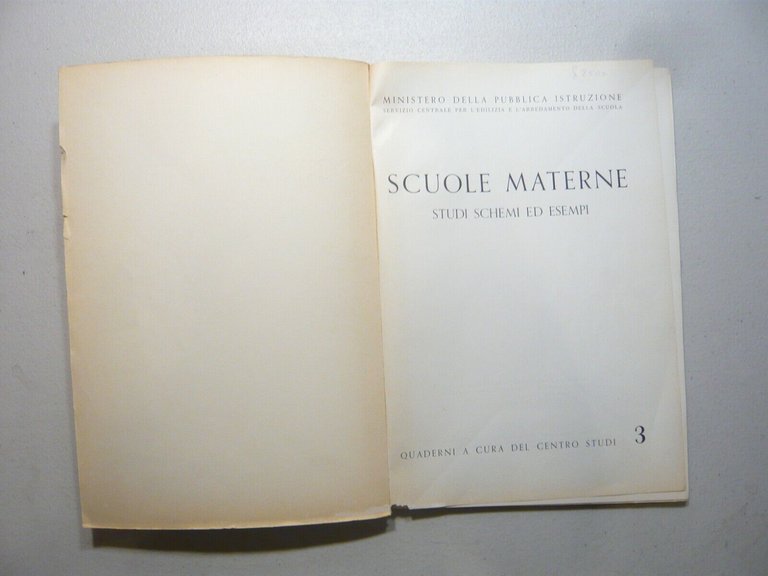 MINISTERO DELLA PUBBLICA ISTRUZIONE
SERVIZIO CENTRALE PER L'EDILIZIA E L'ARREDAMENTO DELLA SCUOLA
SCUOLE MATERNE
STUDI SCHEMI ED ESEMPI
QUADERNI A CURA DEL CENTRO STUDI 3